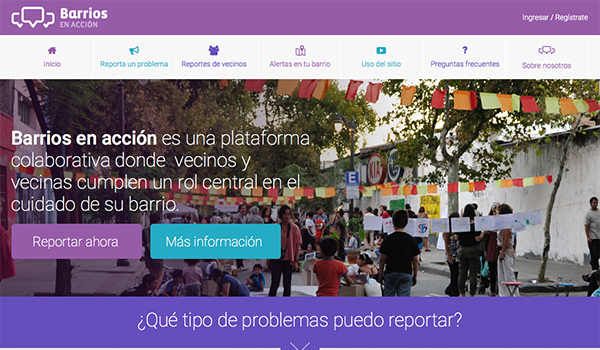 Barrios
EN ACCIÓN
Ingresar / Regístrate
Inicio
Reporta un problema
Reportes de vecinos
Alertas en tu barrio
Uso del sitio
Preguntas frecuentes
Sobre nosotros
Barrios en acción es una plataforma
colaborativa donde vecinos y
vecinas cumplen un rol central en el
cuidado de su barrio.
Reportar ahora
Más información
E
¿Qué tipo de problemas puedo reportar?